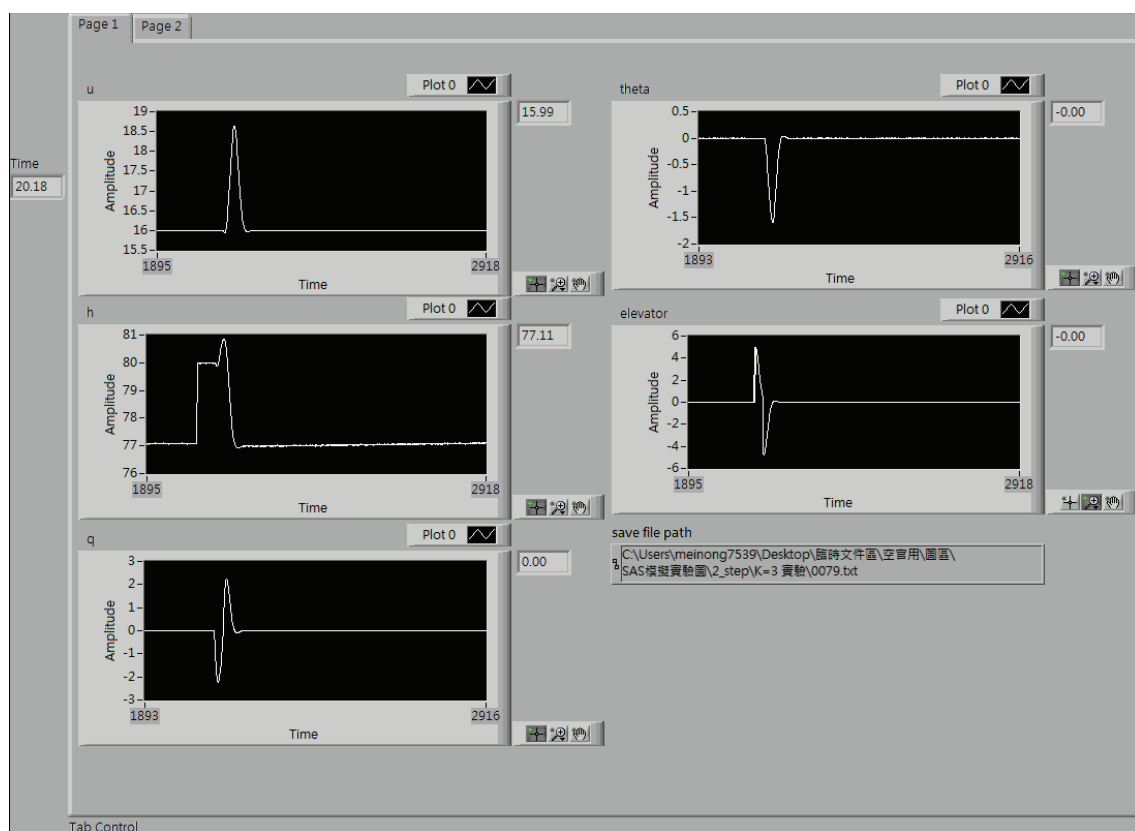 Page 1
Page 2
Time
20.18
u
Plot 0
15.99
Amplitude
19
18.5
18
17.5
17
16.5
16
15.5
1895
2918
Time
theta
Plot 0
-0.00
Amplitude
0.5
0
-0.5
-1
-1.5
-2
1893
2916
Time
h
Plot 0
77.11
Amplitude
81
80
79
78
77
76
1895
2918
Time
elevator
Plot 0
-0.00
Amplitude
6
4
2
0
-2
-4
-6
1895
2918
Time
q
Plot 0
0.00
Amplitude
3
2
1
0
-1
-2
-3
1893
2916
Time
save file path
C:\Users\meinong7539\Desktop\臨時文件區\空官用\圖區\
SAS模擬實驗圖\2_step\K=3 實驗\0079.txt
Tab Control